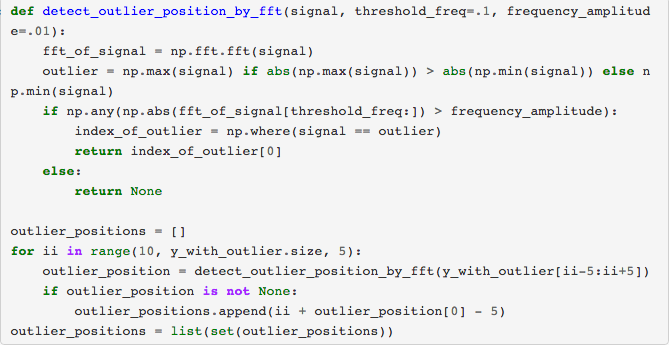 def detect_outlier_position_by_fft(signal, threshold_freq=.1, frequency_amplitud
e=.01):
    fft_of_signal = np.fft.fft(signal)
    outlier = np.max(signal) if abs(np.max(signal)) > abs(np.min(signal)) else n
p.min(signal)
    if np.any(np.abs(fft_of_signal[threshold_freq:]) > frequency_amplitude):
        index_of_outlier = np.where(signal == outlier)
        return index_of_outlier[0]
    else:
        return None

outlier_positions = []
for ii in range(10, y_with_outlier.size, 5):
    outlier_position = detect_outlier_position_by_fft(y_with_outlier[ii-5:ii+5])
    if outlier_position is not None:
        outlier_positions.append(ii + outlier_position[0] - 5)
outlier_positions = list(set(outlier_positions))